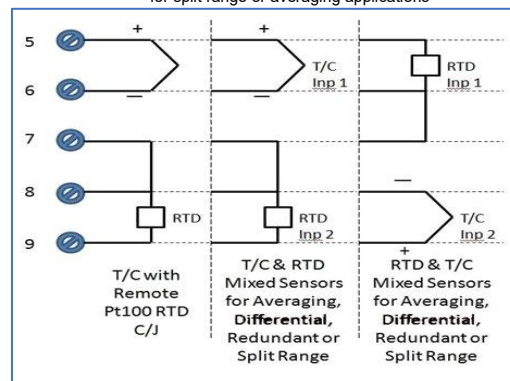 for split range or averaging applications
5
6
7
8
9
+
—
RTD
T/C with
Remote
Pt100 RTD
C/J
+
—
T/C
Inp 1
RTD
Inp 2
T/C & RTD
Mixed Sensors
for Averaging,
Differential,
Redundant or
Split Range
RTD
Inp 1
—
T/C
Inp 2
+
RTD & T/C
Mixed Sensors
for Averaging,
Differential,
Redundant or
Split Range